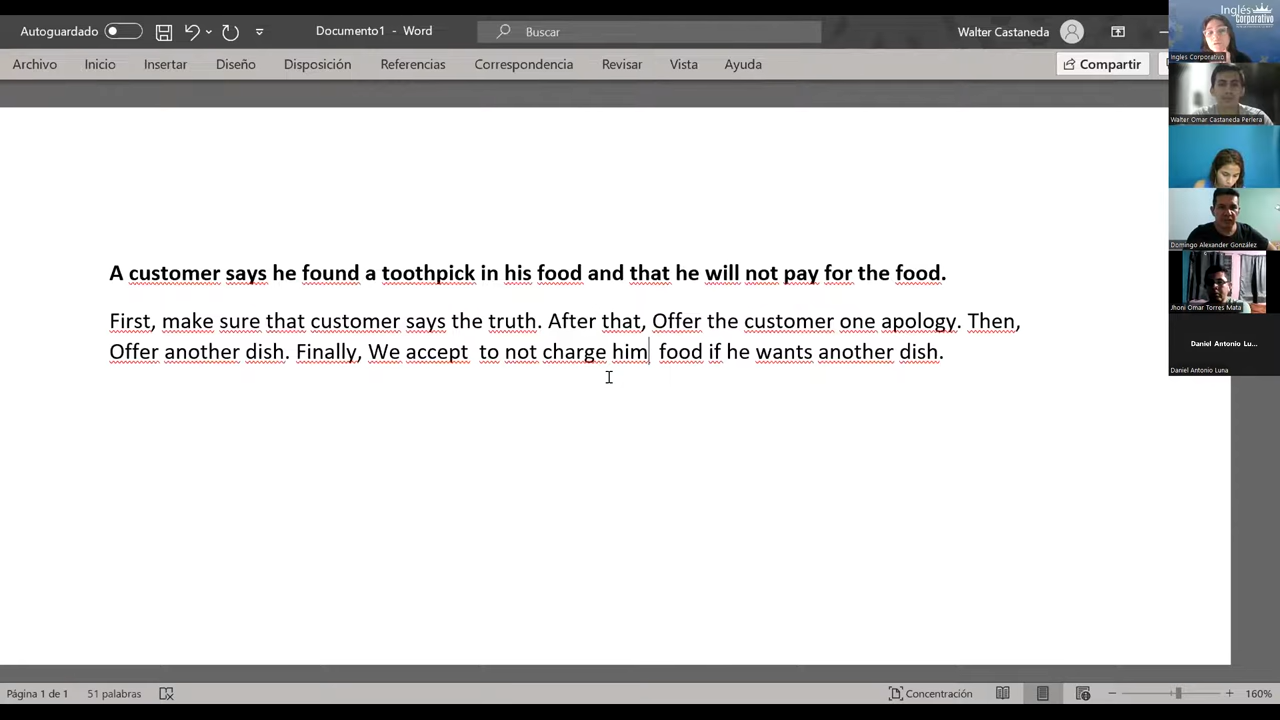 Autoguardado
Documento1 - Word
Buscar
Walter Castaneda
Archivo Inicio Insertar Diseño Disposición Referencias Correspondencia Revisar Vista Ayuda
Compartir
A customer says he found a toothpick in his food and that he will not pay for the food.
First, make sure that customer says the truth. After that, Offer the customer one apology. Then,
Offer another dish. Finally, We accept to not charge him food if he wants another dish.
Inglés
Corporativo
Ingles Corporativo
Walter Omar Castaneda Perlera
Domingo Alexander González
Jhoni Omar Torres Mata
Daniel Antonio Lu...
Daniel Antonio Luna
Página 1 de 1 51 palabras
Concentración
160%